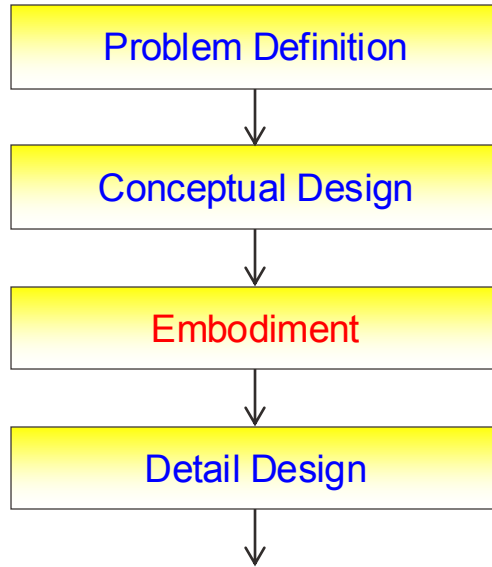 Problem Definition
Conceptual Design
Embodiment
Detail Design